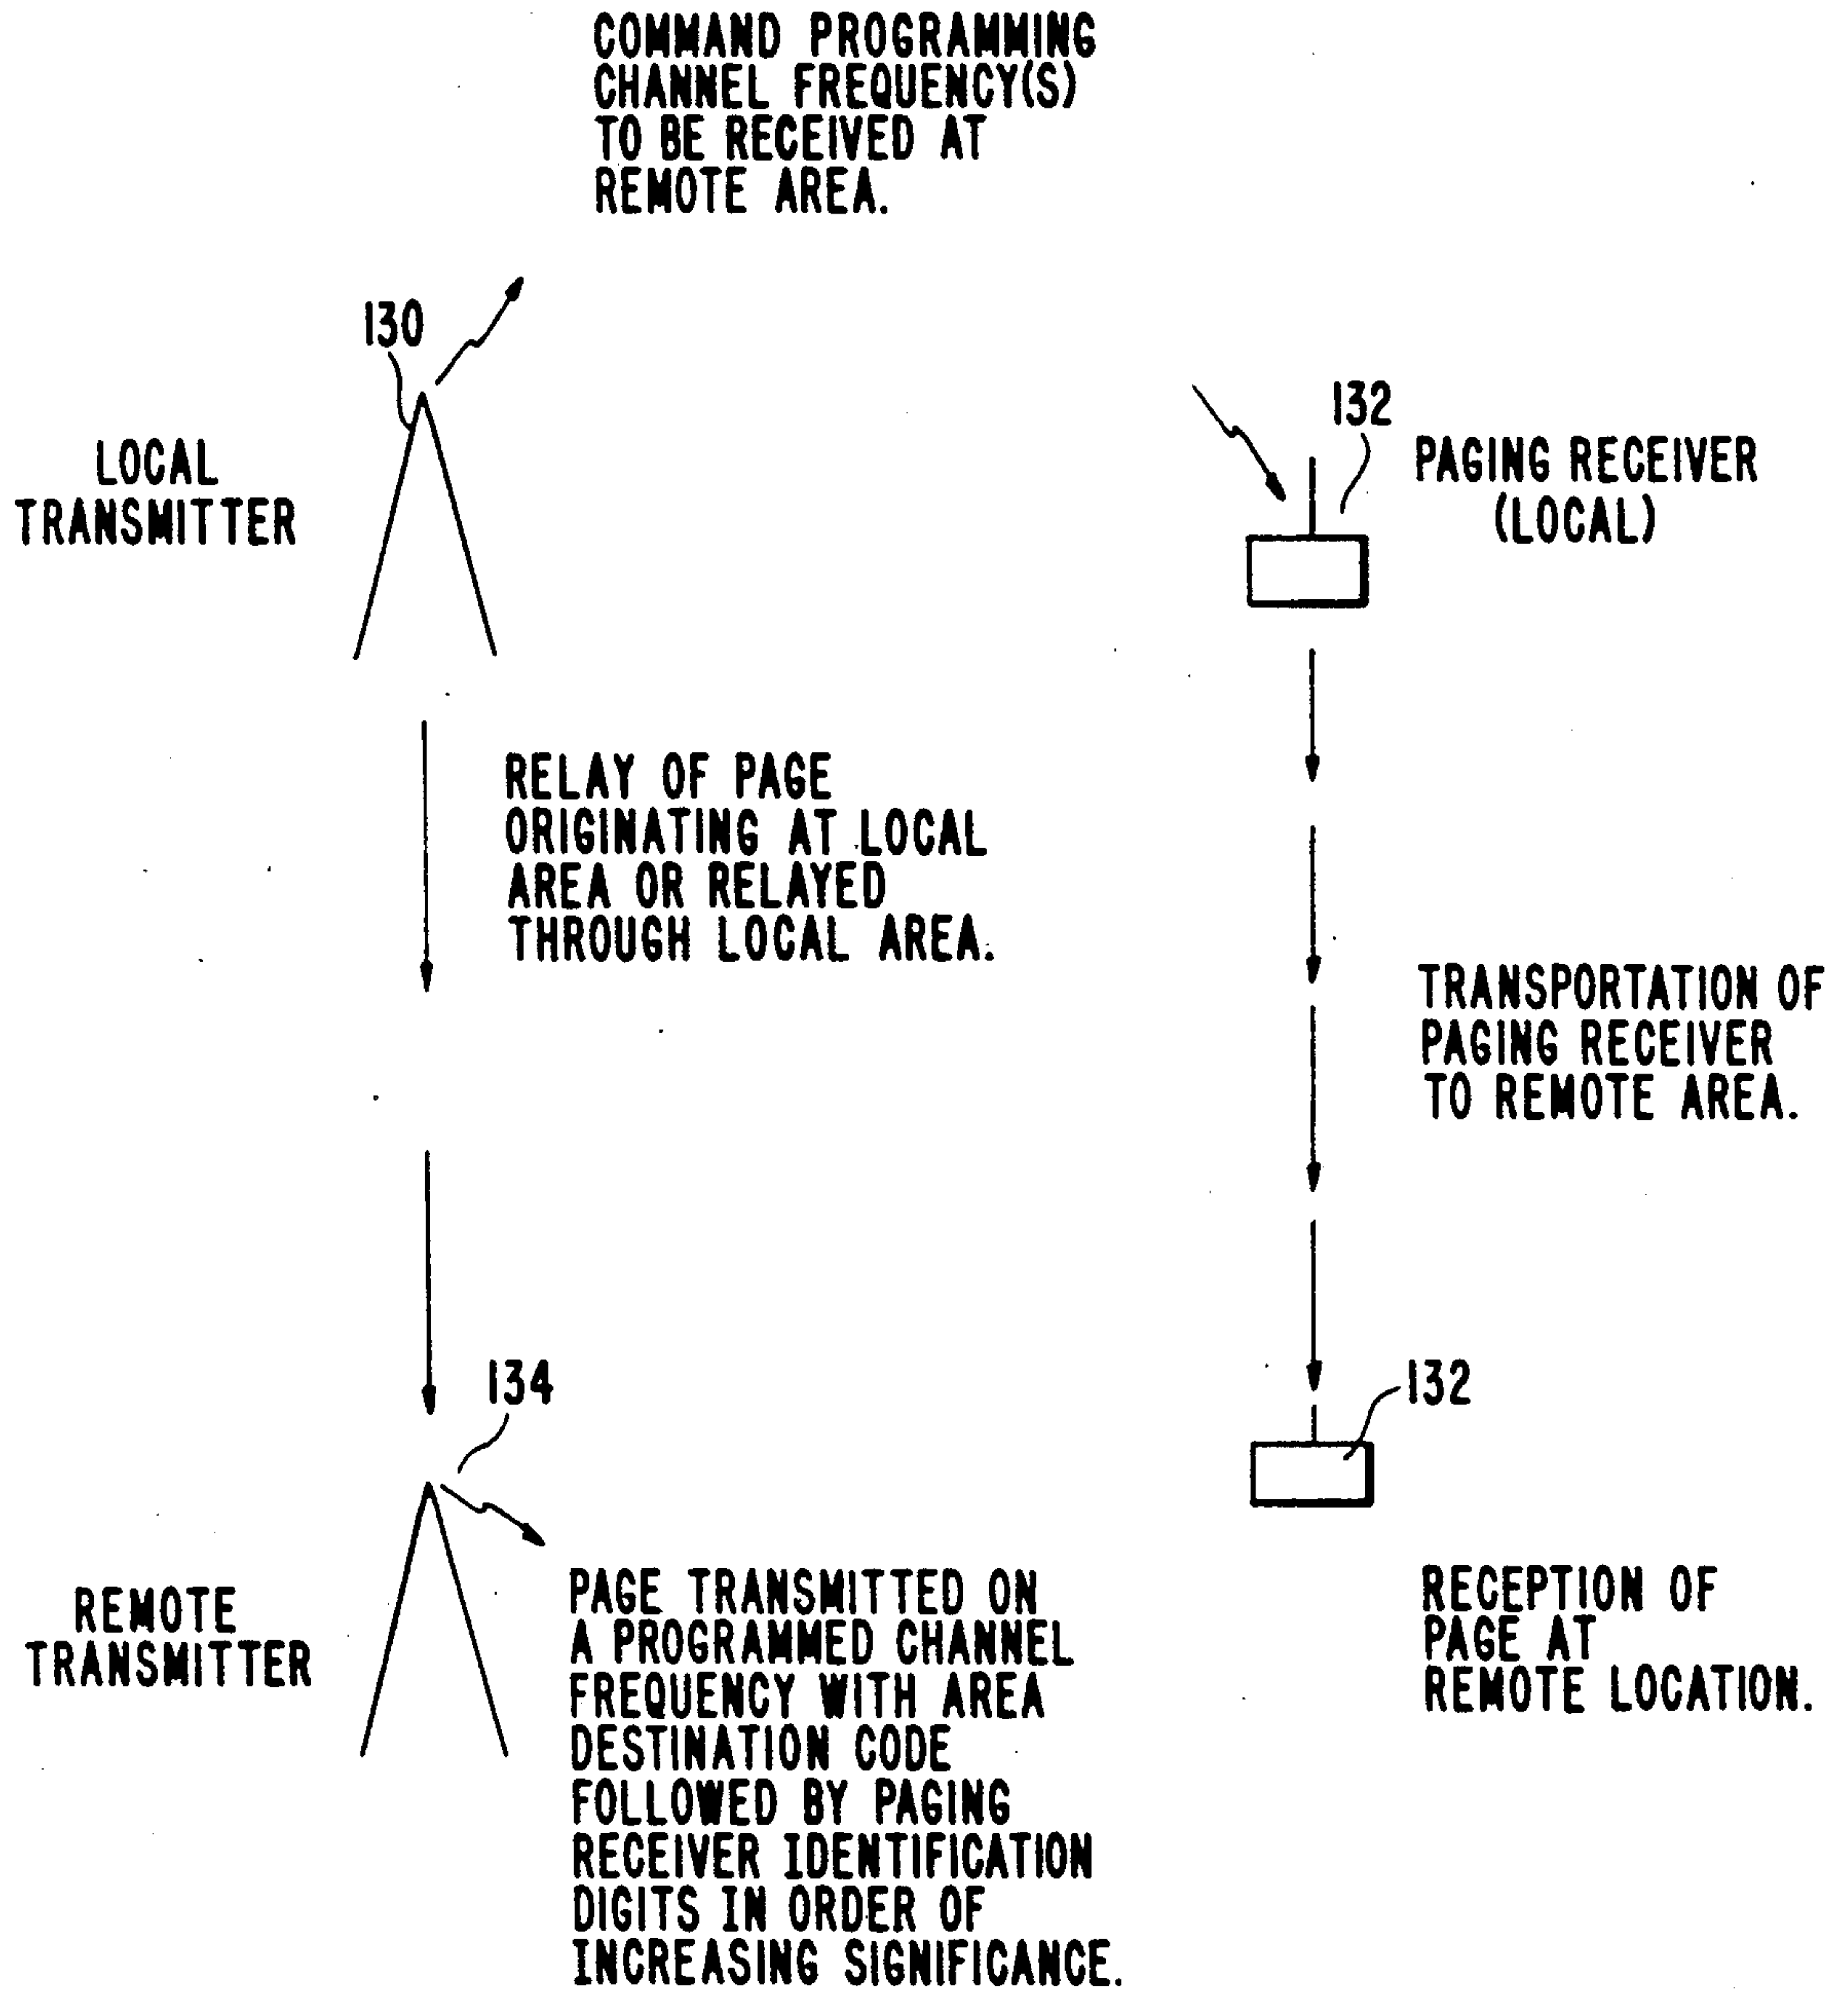 COMMAND PROGRAMMING
CHANNEL FREQUENCY(S)
TO BE RECEIVED AT
REMOTE AREA.
130
LOCAL
TRANSMITTER
132
PAGING RECEIVER
(LOCAL)
RELAY OF PAGE
ORIGINATING AT LOCAL
AREA OR RELAYED
THROUGH LOCAL AREA.
TRANSPORTATION OF
PAGING RECEIVER
TO REMOTE AREA.
134
132
REMOTE
TRANSMITTER
PAGE TRANSMITTED ON
A PROGRAMMED CHANNEL
FREQUENCY WITH AREA
DESTINATION CODE
FOLLOWED BY PAGING
RECEIVER IDENTIFICATION
DIGITS IN ORDER OF
INCREASING SIGNIFICANCE.
RECEPTION OF
PAGE AT
REMOTE LOCATION.